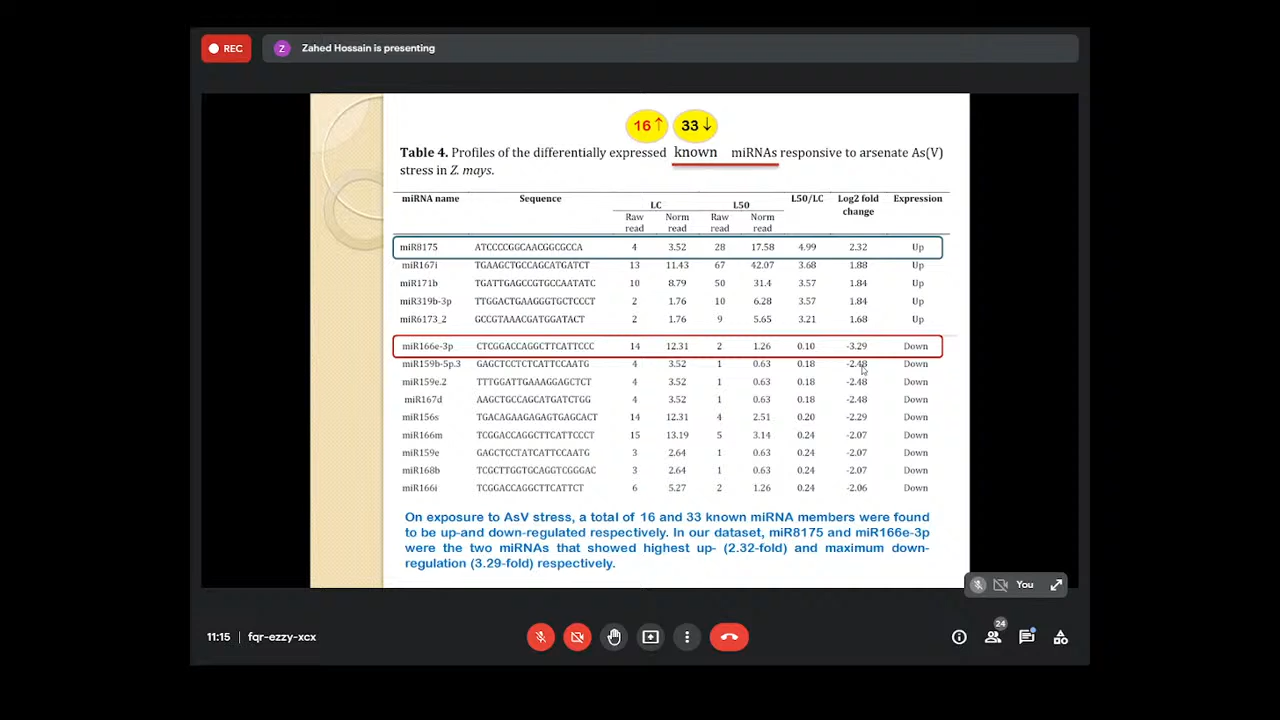 REC
Z Zahed Hossain is presenting
16↑ 33↓
Table 4. Profiles of the differentially expressed known miRNAs responsive to arsenate As(V)
stress in Z. mays.
miRNA name Sequence LC L50 L50/LC Log2 fold change Expression
Raw read Norm read Raw read Norm read
miR8175 ATCCCCGGCAACGGCGCCA 4 3.52 28 17.58 4.99 2.32 Up
miR167i TGAAGCTGCCAGCATGATCT 13 11.43 67 42.07 3.68 1.88 Up
miR171b TGATTGAGCCGTGCCAATATC 10 8.79 50 31.4 3.57 1.84 Up
miR319b-3p TTGGACTGAAGGGTGCTCCCT 2 1.76 10 6.28 3.57 1.84 Up
miR6173_2 GCCGTAAACGATGGATACT 2 1.76 9 5.65 3.21 1.68 Up
miR166e-3p CTCGGACCAGGCTTCATTCCC 14 12.31 2 1.26 0.10 -3.29 Down
miR159b-5p.3 GAGCTCCTCTCATTCCAATG 4 3.52 1 0.63 0.18 -2.48 Down
miR159e.2 TTTGGATTGAAAGGAGCTCT 4 3.52 1 0.63 0.18 -2.48 Down
miR167d AAGCTGCCAGCATGATCTGG 4 3.52 1 0.63 0.18 -2.48 Down
miR156s TGACAGAAGAGAGTGAGCACT 14 12.31 4 2.51 0.20 -2.29 Down
miR166m TCGGACCAGGCTTCATTCCCT 15 13.19 5 3.14 0.24 -2.07 Down
miR159e GAGCTCCTATCATTCCAATG 3 2.64 1 0.63 0.24 -2.07 Down
miR168b TCGCTTGGTGCAGGTCGGGAC 3 2.64 1 0.63 0.24 -2.07 Down
miR166i TCGGACCAGGCTTCATTCT 6 5.27 2 1.26 0.24 -2.06 Down
On exposure to AsV stress, a total of 16 and 33 known miRNA members were found
to be up-and down-regulated respectively. In our dataset, miR8175 and miR166e-3p
were the two miRNAs that showed highest up- (2.32-fold) and maximum down-
regulation (3.29-fold) respectively.
You
11:15 | fqr-ezzy-xcx
24